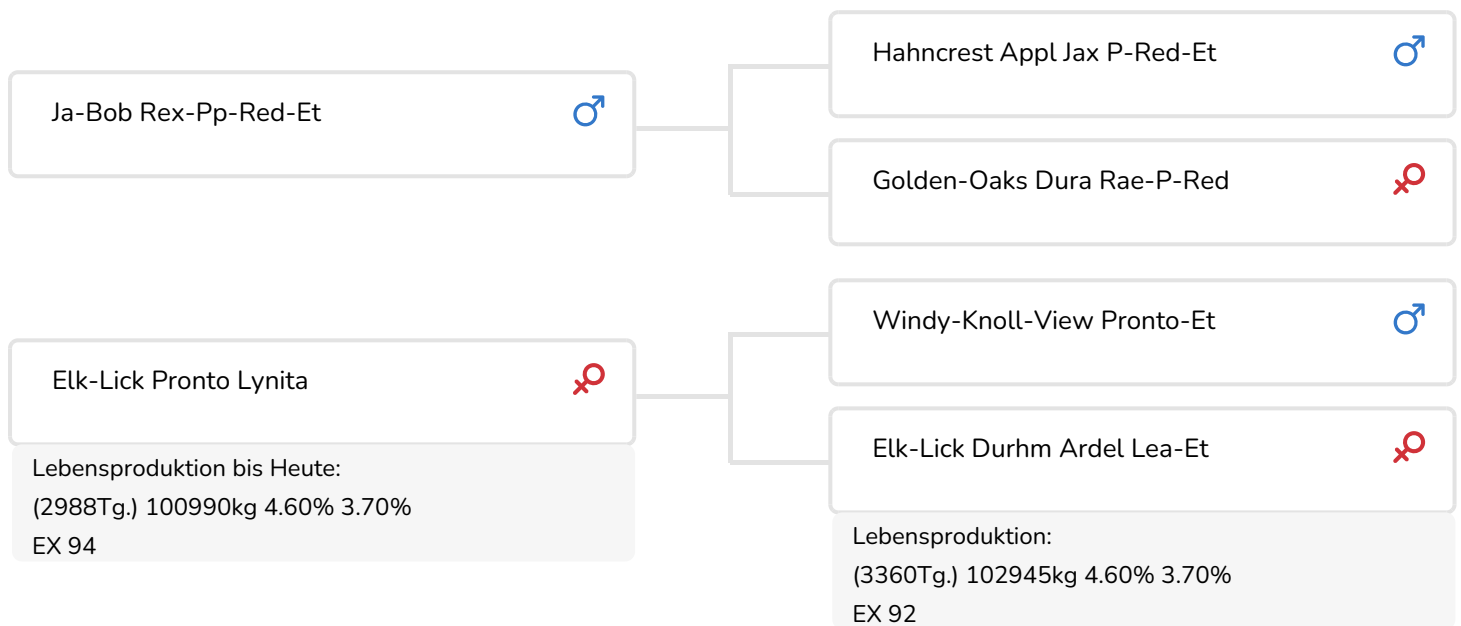 Hahncrest Appl Jax P-Red-Et
Ja-Bob Rex-Pp-Red-Et
Golden-Oaks Dura Rae-P-Red
Windy-Knoll-View Pronto-Et
Elk-Lick Pronto Lynita
Lebensproduktion bis Heute:
(2988Tg.) 100990kg 4.60% 3.70%
EX 94
Elk-Lick Durhm Ardel Lea-Et
Lebensproduktion:
(3360Tg.) 102945kg 4.60% 3.70%
EX 92